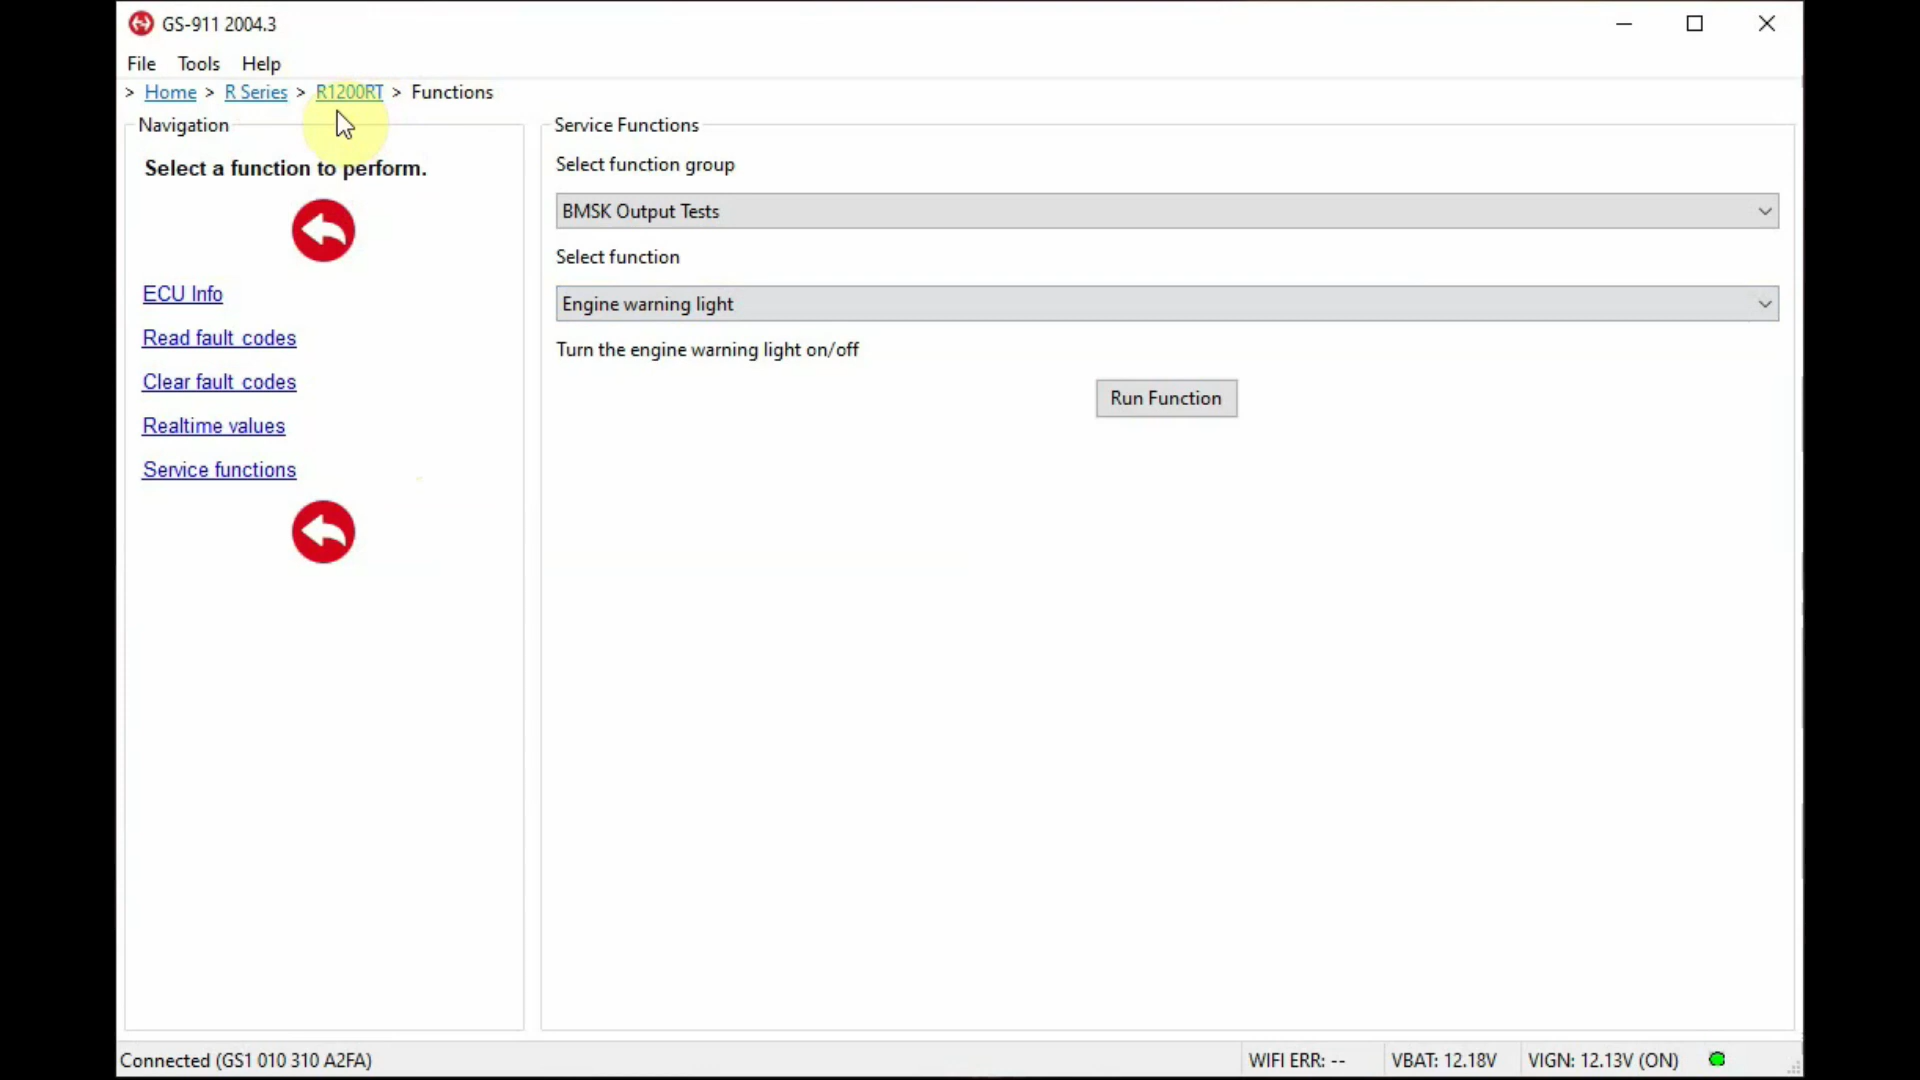 GS-911 2004.3
File Tools Help
> Home > R Series > R1200RT > Functions
Navigation
Select a function to perform.
ECU Info
Read fault codes
Clear fault codes
Realtime values
Service functions
Service Functions
Select function group
BMSK Output Tests
Select function
Engine warning light
Turn the engine warning light on/off
Run Function
Connected (GS1 010 310 A2FA) WIFI ERR: -- VBAT: 12.18V VIGN: 12.13V (ON)